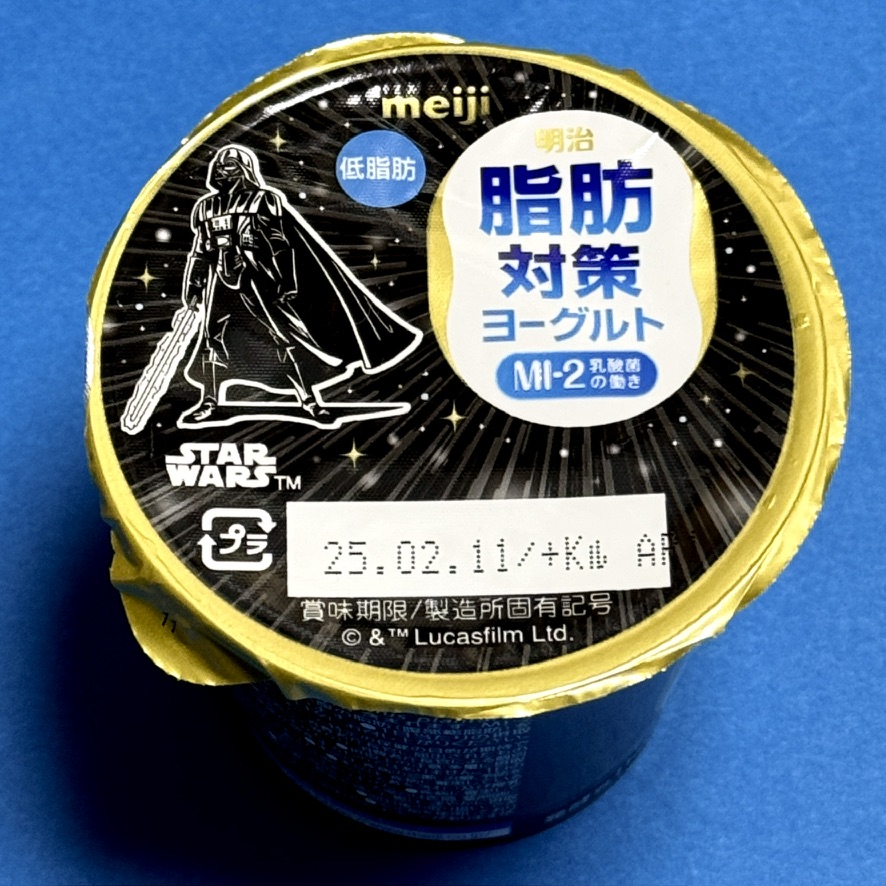 meiji
低脂肪
明治
脂肪
対策
ヨーグルト
MI-2 乳酸菌
の働き
STAR
WARS™
プラ
25.02.11/+Kル AP
賞味期限/製造所固有記号
© &™ Lucasfilm Ltd.